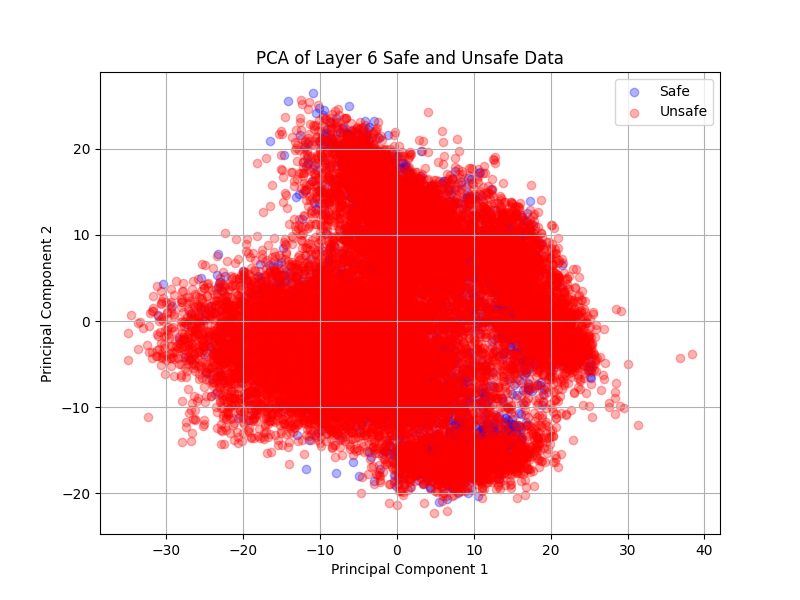 PCA of Layer 6 Safe and Unsafe Data
Safe
Unsafe
20
10
0
−10
−20
Principal Component 2
−30
−20
−10
0
10
20
30
40
Principal Component 1